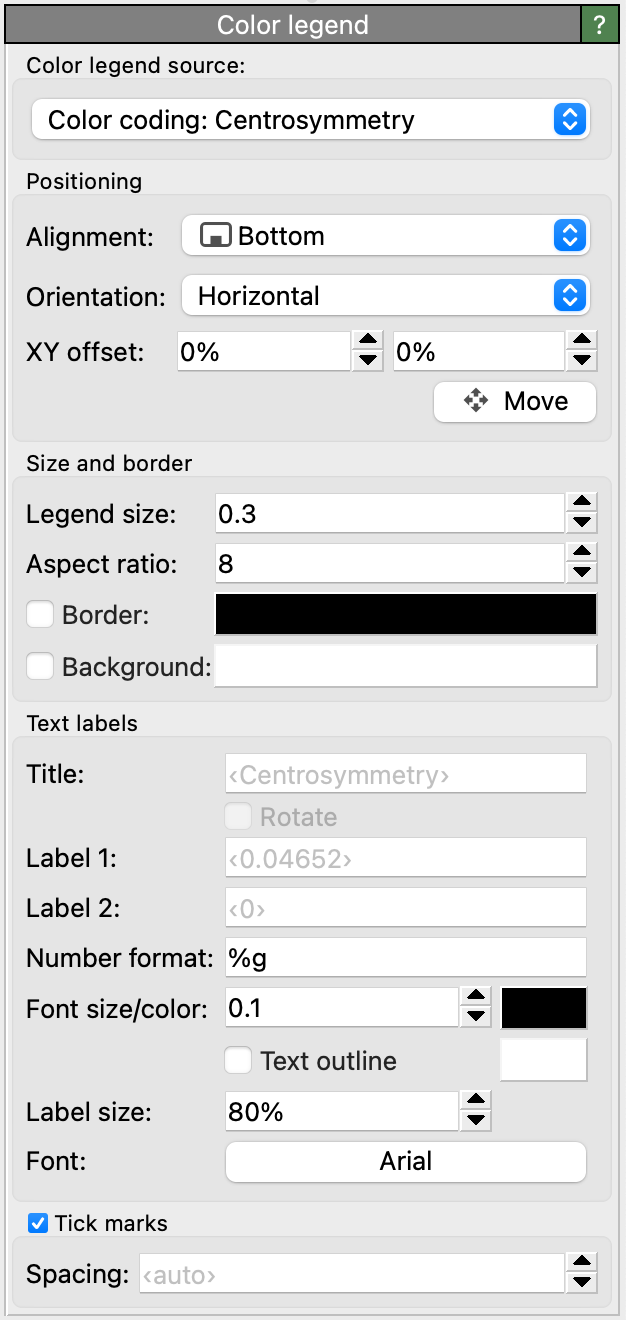 Color legend ?
Color legend source:
Color coding: Centrosymmetry
Positioning
Alignment: Bottom
Orientation: Horizontal
XY offset: 0% 0%
Move
Size and border
Legend size: 0.3
Aspect ratio: 8
Border:
Background:
Text labels
Title: ‹Centrosymmetry›
Rotate
Label 1: ‹0.04652›
Label 2: ‹0›
Number format: %g
Font size/color: 0.1
Text outline
Label size: 80%
Font: Arial
Tick marks
Spacing: ‹auto›